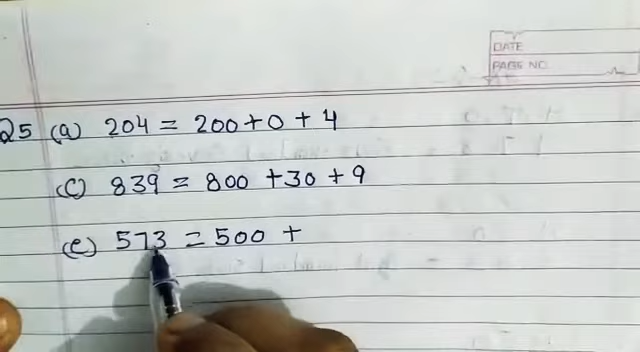 DATE
PAGE NO.
Q5 (a) 204 = 200 + 0 + 4
(c) 839 = 800 + 30 + 9
(e) 573 = 500 +